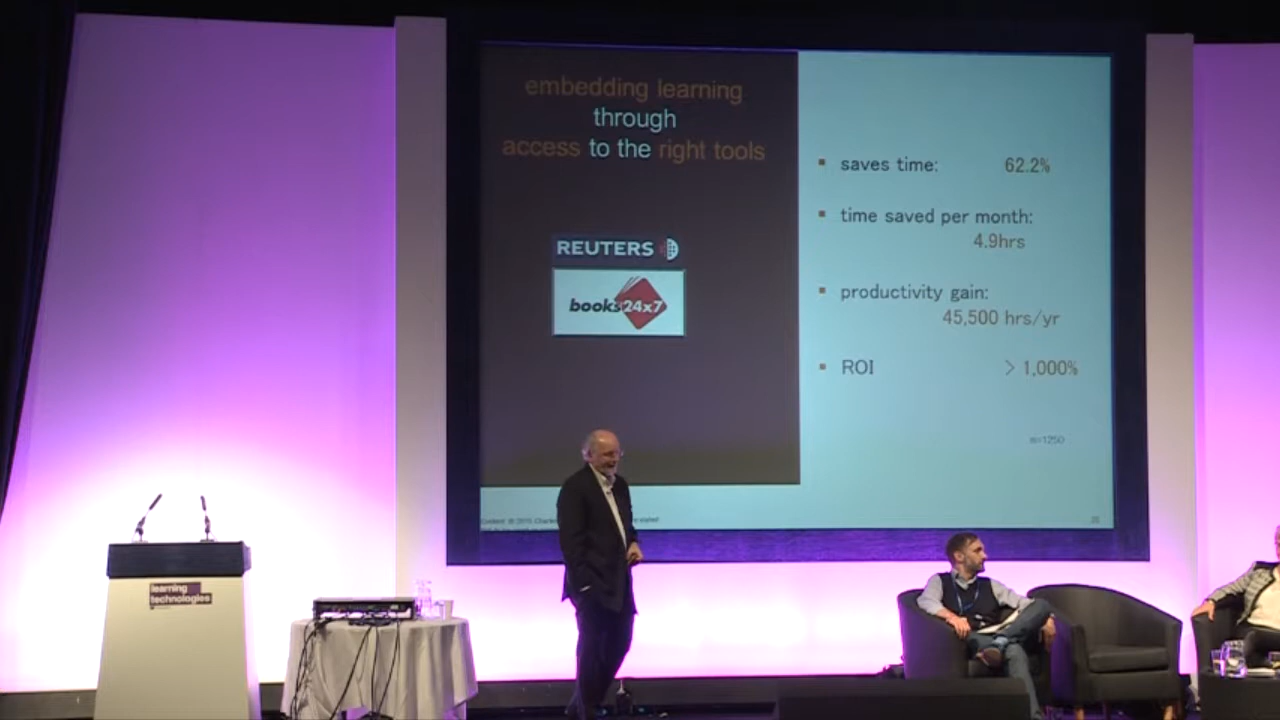 embedding learning
through
access to the right tools
REUTERS
books24x7
saves time: 62.2%
time saved per month:
4.9hrs
productivity gain:
45,500 hrs/yr
ROI > 1,000%
n=1250
learning
technologies